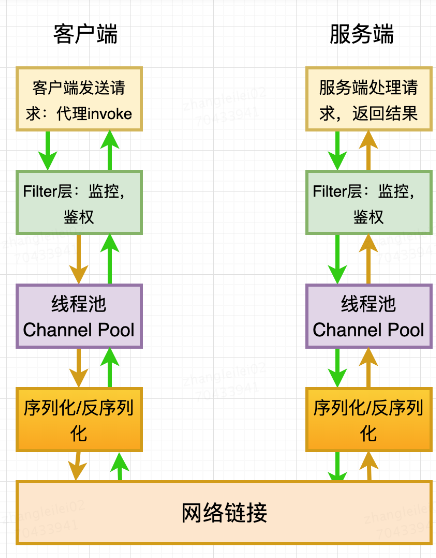 客户端
服务端
客户端发送请
求：代理invoke
服务端处理请
求，返回结果
Filter层：监控，
鉴权
Filter层：监控，
鉴权
线程池
Channel Pool
线程池
Channel Pool
序列化/反序列
化
序列化/反序列
化
网络链接